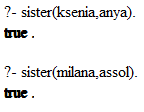 ?- sister(ksenia,anya).
true .
?- sister(milana,assol).
true .